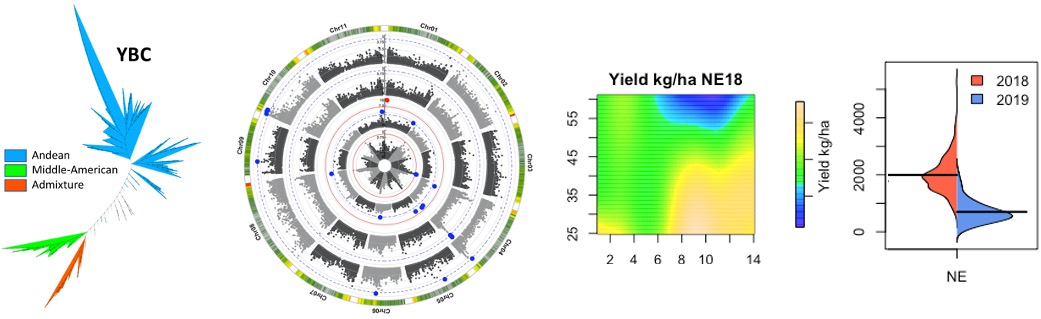 YBC
Andean
Middle-American
Admixture
Chr01
Chr02
Chr03
Chr04
Chr05
Chr06
Chr07
Chr08
Chr09
Chr10
Chr11
Yield kg/ha NE18
55
45
35
25
2 4 6 8 10 14
Yield kg/ha
2018
2019
4000
2000
0
NE